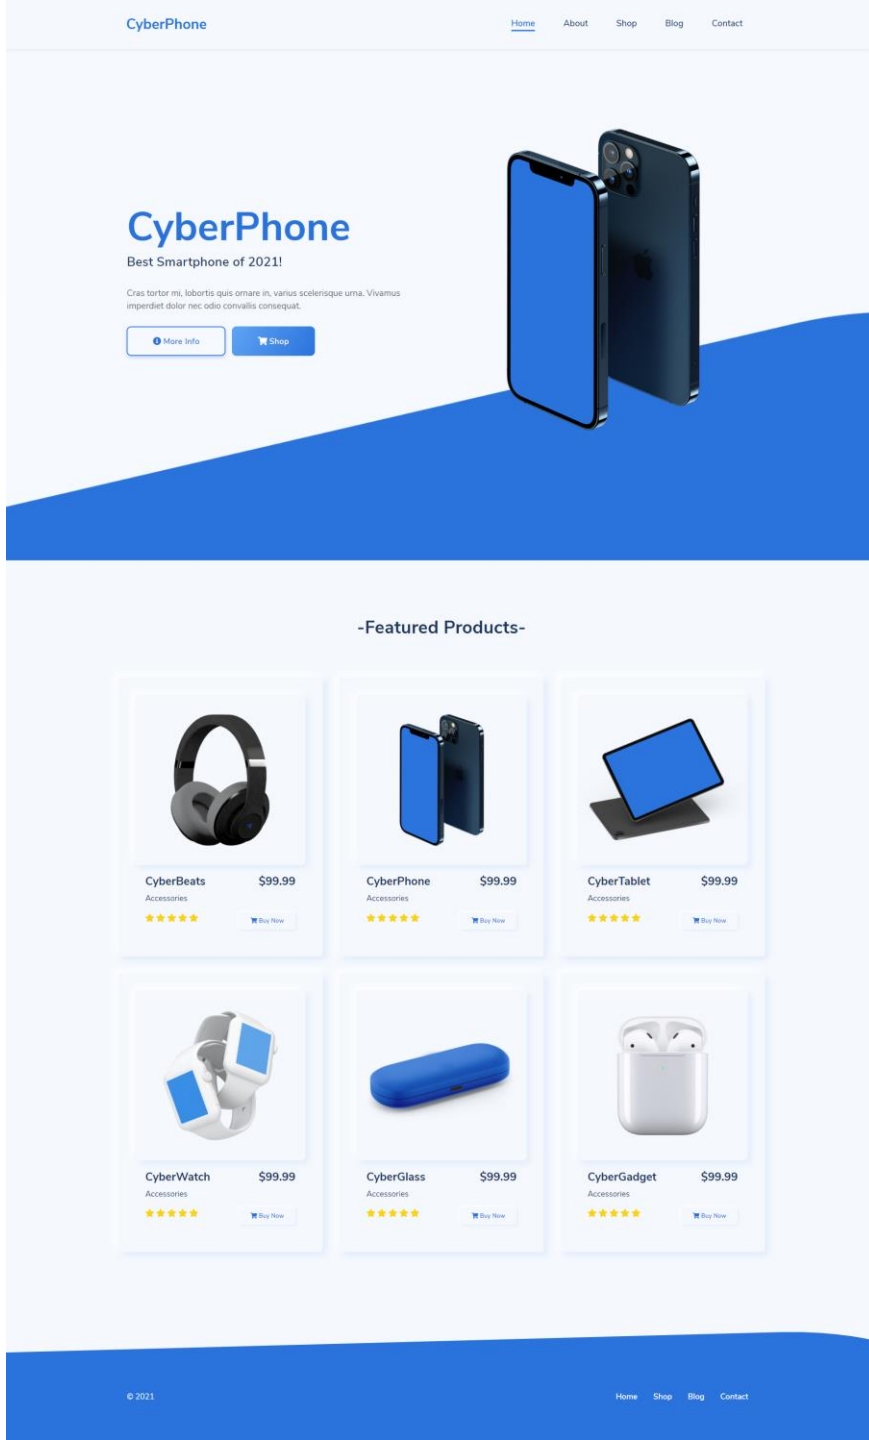 CyberPhone
Home About Shop Blog Contact
CyberPhone
Best Smartphone of 2021!
Cras tortor mi, lobortis quis ornare in, varius scelerisque urna. Vivamus
imperdiet dolor nec odio convallis consequat.
More Info Shop
-Featured Products-
CyberBeats $99.99
Accessories
Buy Now
CyberPhone $99.99
Accessories
Buy Now
CyberTablet $99.99
Accessories
Buy Now
CyberWatch $99.99
Accessories
Buy Now
CyberGlass $99.99
Accessories
Buy Now
CyberGadget $99.99
Accessories
Buy Now
© 2021
Home Shop Blog Contact